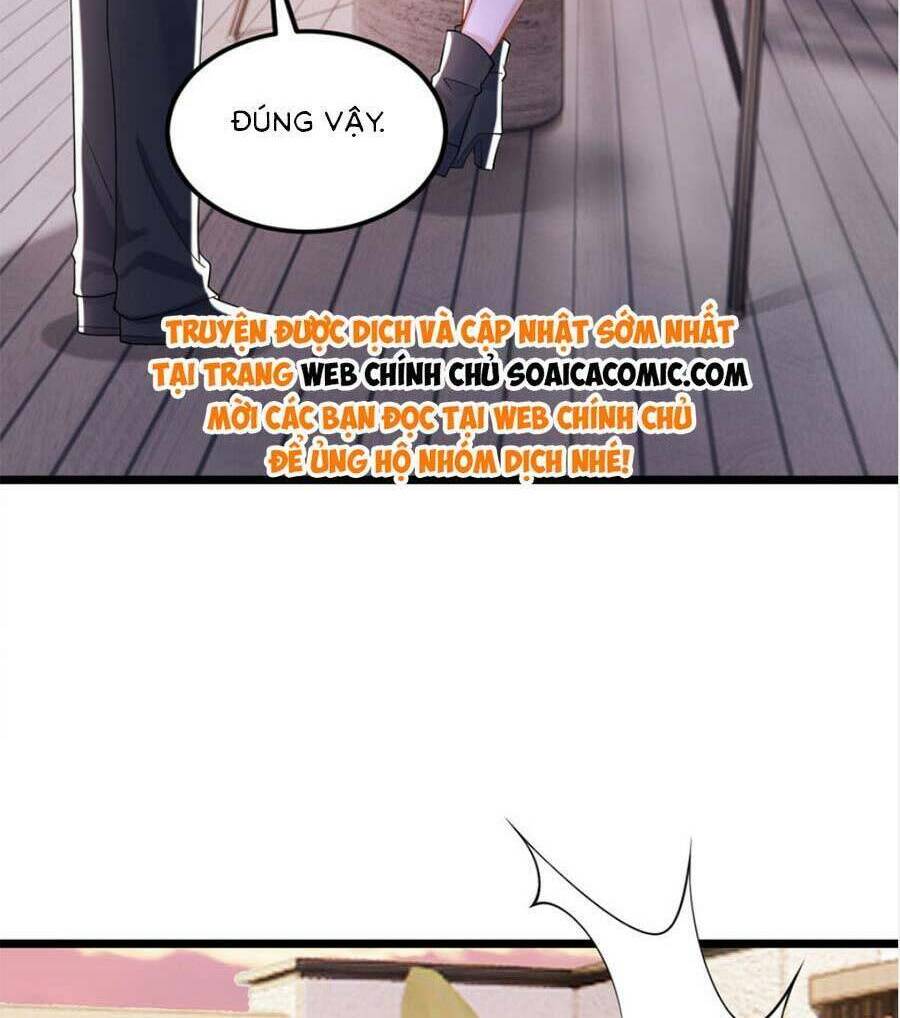 ĐÚNG VẬY.
TRUYỆN ĐƯỢC DỊCH VÀ CẬP NHẬT SỚM NHẤT
TẠI TRANG WEB CHÍNH CHỦ SOAICACOMIC.COM
MỜI CÁC BẠN ĐỌC TẠI WEB CHÍNH CHỦ
ĐỂ ỦNG HỘ NHÓM DỊCH NHÉ!